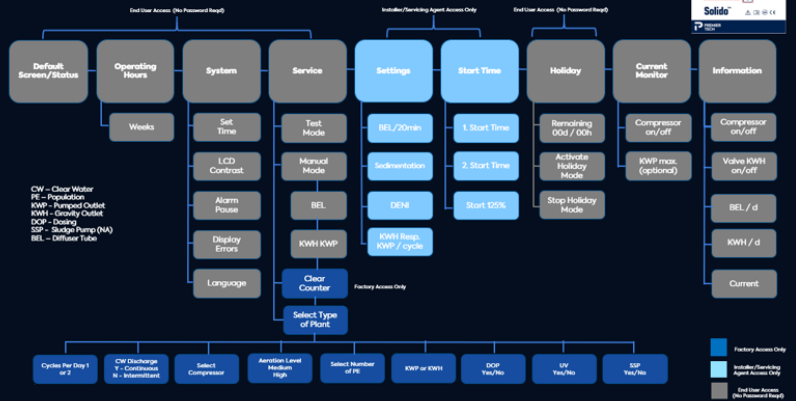 End User Access (No Password Reqd)
Installer/Servicing Agent Access Only
End User Access (No Password Reqd)
Solido
PREMIER
TECH
Default
Screen/Status
Operating
Hours
System
Service
Settings
Start Time
Holiday
Current
Monitor
Information
Weeks
Set
Time
Test
Mode
BEL/20min
1. Start Time
Remaining
00d / 00h
Compressor
on/off
Compressor
on/off
LCD
Contrast
Manual
Mode
Sedimentation
2. Start Time
Activate
Holiday
Mode
KWP max.
(optional)
Valve KWH
on/off
CW – Clear Water
PE – Population
KWP - Pumped Outlet
KWH - Gravity Outlet
DOP - Dosing
SSP - Sludge Pump (NA)
BEL – Diffuser Tube
Alarm
Pause
BEL
DENI
Start 125%
Stop Holiday
Mode
BEL / d
Display
Errors
KWH KWP
KWH Resp.
KWP / cycle
KWH / d
Language
Clear
Counter
Factory Access Only
Current
Select Type
of Plant
Cycles Per Day 1
or 2
CW Discharge
Y - Continuous
N - Intermittent
Select
Compressor
Aeration Level
Medium
High
Select Number
of PE
KWP or KWH
DOP
Yes/No
UV
Yes/No
SSP
Yes/No
Factory Access Only
Installer/Servicing
Agent Access Only
End User Access
(No Password Reqd)